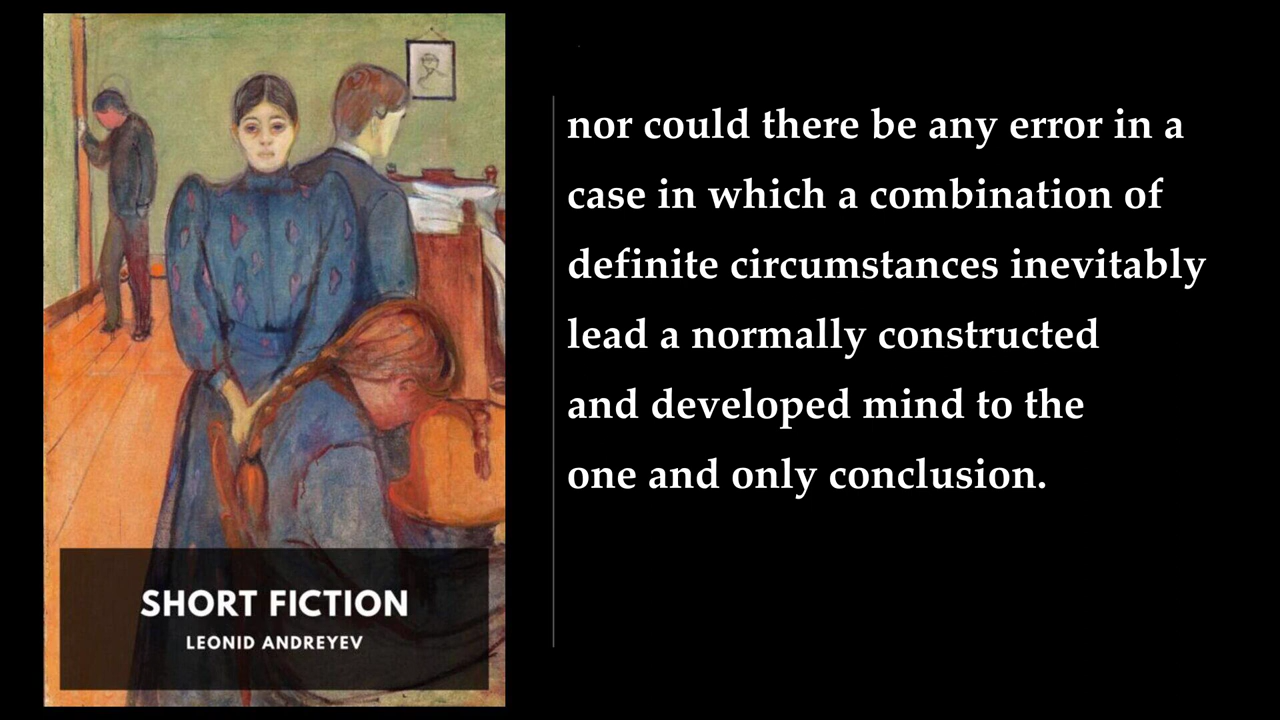 nor could there be any error in a
case in which a combination of
definite circumstances inevitably
lead a normally constructed
and developed mind to the
one and only conclusion.
SHORT FICTION
LEONID ANDREYEV